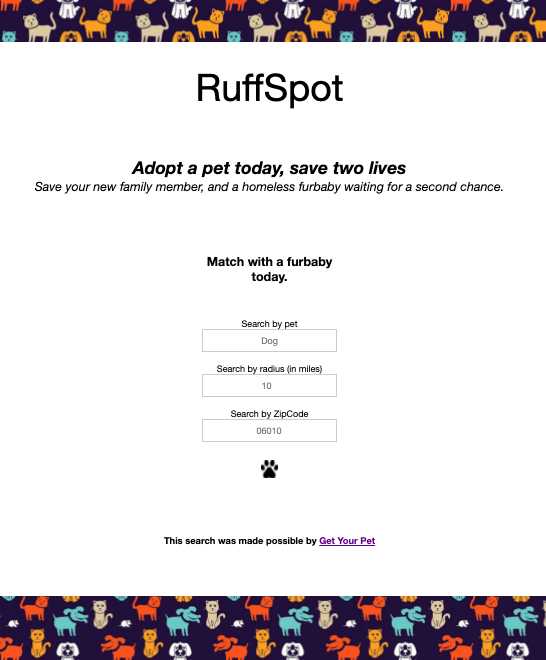 RuffSpot
Adopt a pet today, save two lives
Save your new family member, and a homeless furbaby waiting for a second chance.
Match with a furbaby
today.
Search by pet
Dog
Search by radius (in miles)
10
Search by ZipCode
06010
This search was made possible by Get Your Pet